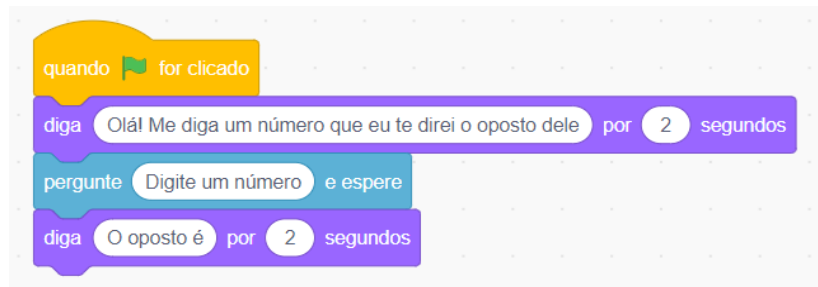 quando for clicado
diga Olá! Me diga um número que eu te direi o oposto dele por 2 segundos
pergunte Digite um número e espere
diga O oposto é por 2 segundos